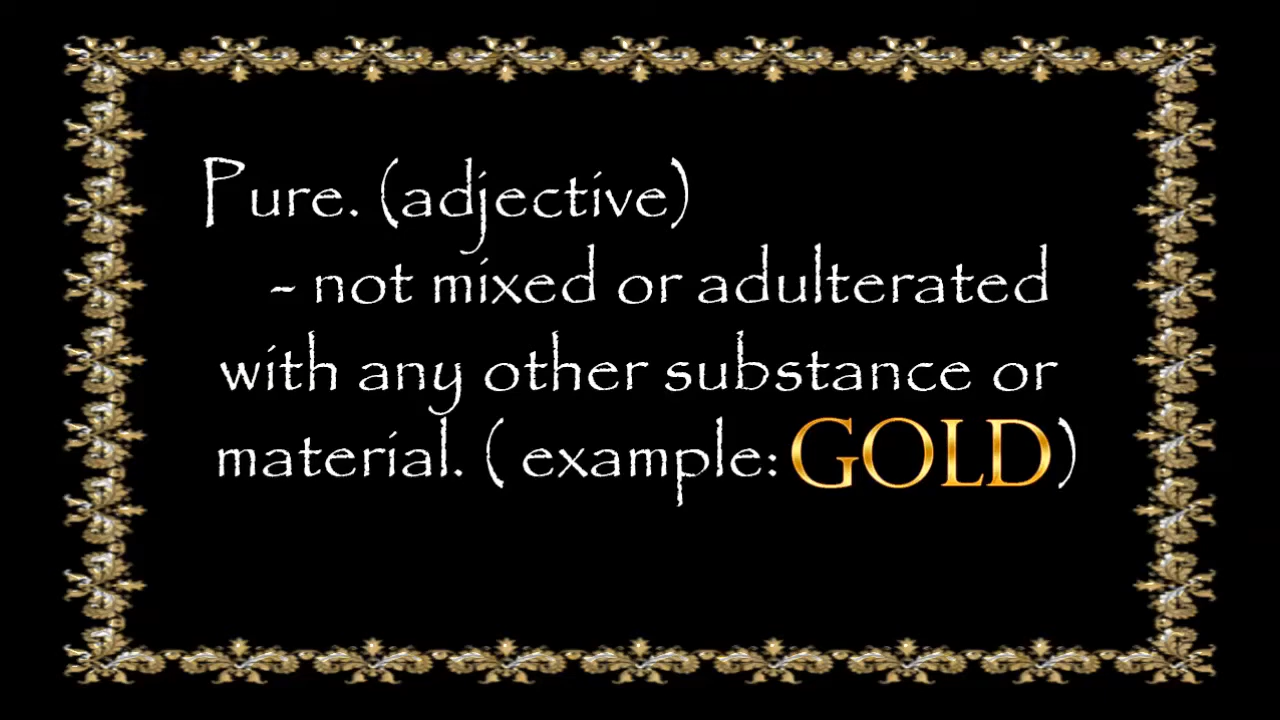 Pure. (adjective)
- not mixed or adulterated
with any other substance or
material. ( example: GOLD)